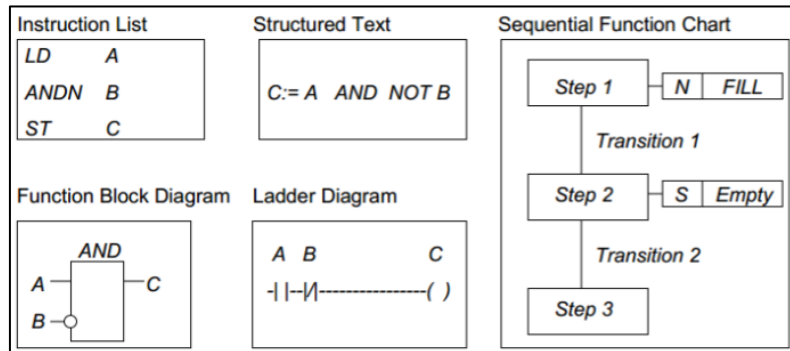 Instruction List
LD A
ANDN B
ST C
Structured Text
C:= A AND NOT B
Sequential Function Chart
Step 1 N FILL
Transition 1
Step 2 S Empty
Transition 2
Step 3
Function Block Diagram
AND
A C
B
Ladder Diagram
A B C
-| |--|/|----------------( )